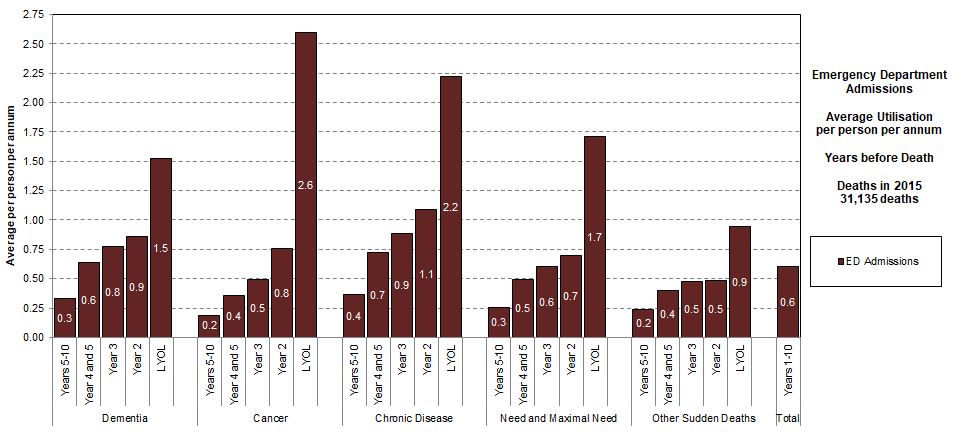 2.75
2.50
2.25
2.00
1.75
1.50
1.25
1.00
0.75
0.50
0.25
0.00
Average per person per annum
0.3
0.6
0.8
0.9
1.5
0.2
0.4
0.5
0.8
2.6
0.4
0.7
0.9
1.1
2.2
0.3
0.5
0.6
0.7
1.7
0.2
0.4
0.5
0.5
0.9
0.6
Years 5-10
Year 4 and 5
Year 3
Year 2
LYOL
Years 5-10
Year 4 and 5
Year 3
Year 2
LYOL
Years 5-10
Year 4 and 5
Year 3
Year 2
LYOL
Years 5-10
Year 4 and 5
Year 3
Year 2
LYOL
Years 5-10
Year 4 and 5
Year 3
Year 2
LYOL
Years 1-10
Dementia
Cancer
Chronic Disease
Need and Maximal Need
Other Sudden Deaths
Total
Emergency Department
Admissions
Average Utilisation
per person per annum
Years before Death
Deaths in 2015
31,135 deaths
ED Admissions